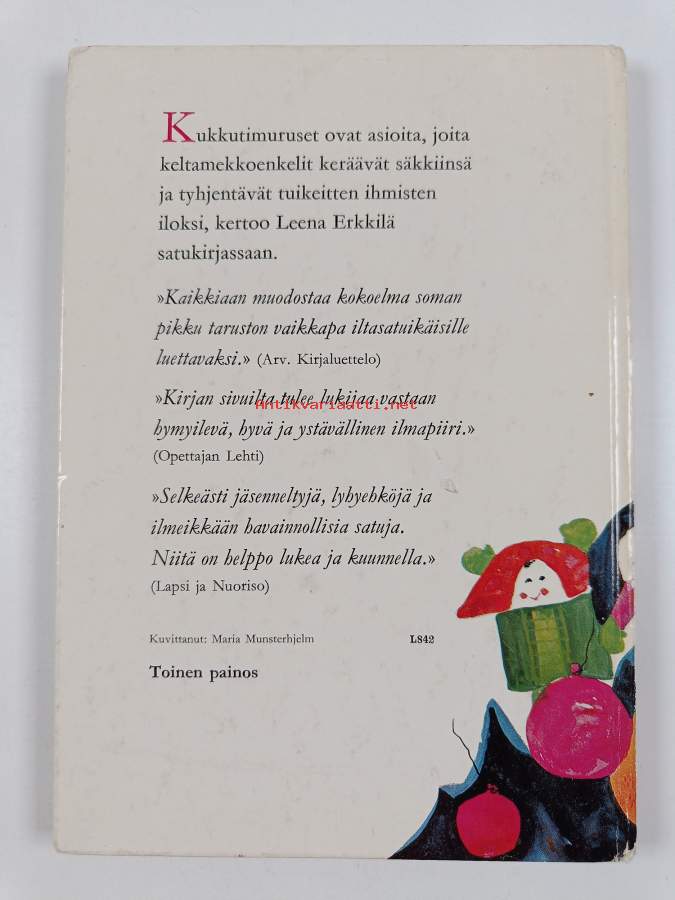 Kukkutimuruset ovat asioita, joita
keltamekkoenkelit keräävät säkkiinsä
ja tyhjentävät tuikeitten ihmisten
iloksi, kertoo Leena Erkkilä
satukirjassaan.
»Kaikkiaan muodostaa kokoelma soman
pikku taruston vaikkapa iltasatuikäisille
luettavaksi.» (Arv. Kirjaluettelo)
»Kirjan sivuilta tulee lukijaa vastaan
Antikvariaatti.net
hymyilevä, hyvä ja ystävällinen ilmapiiri.»
(Opettajan Lehti)
»Selkeästi jäsenneltyjä, lyhyehköjä ja
ilmeikkään havainnollisia satuja.
Niitä on helppo lukea ja kuunnella.»
(Lapsi ja Nuoriso)
Kuvittanut: Maria Munsterhjelm L842
Toinen painos